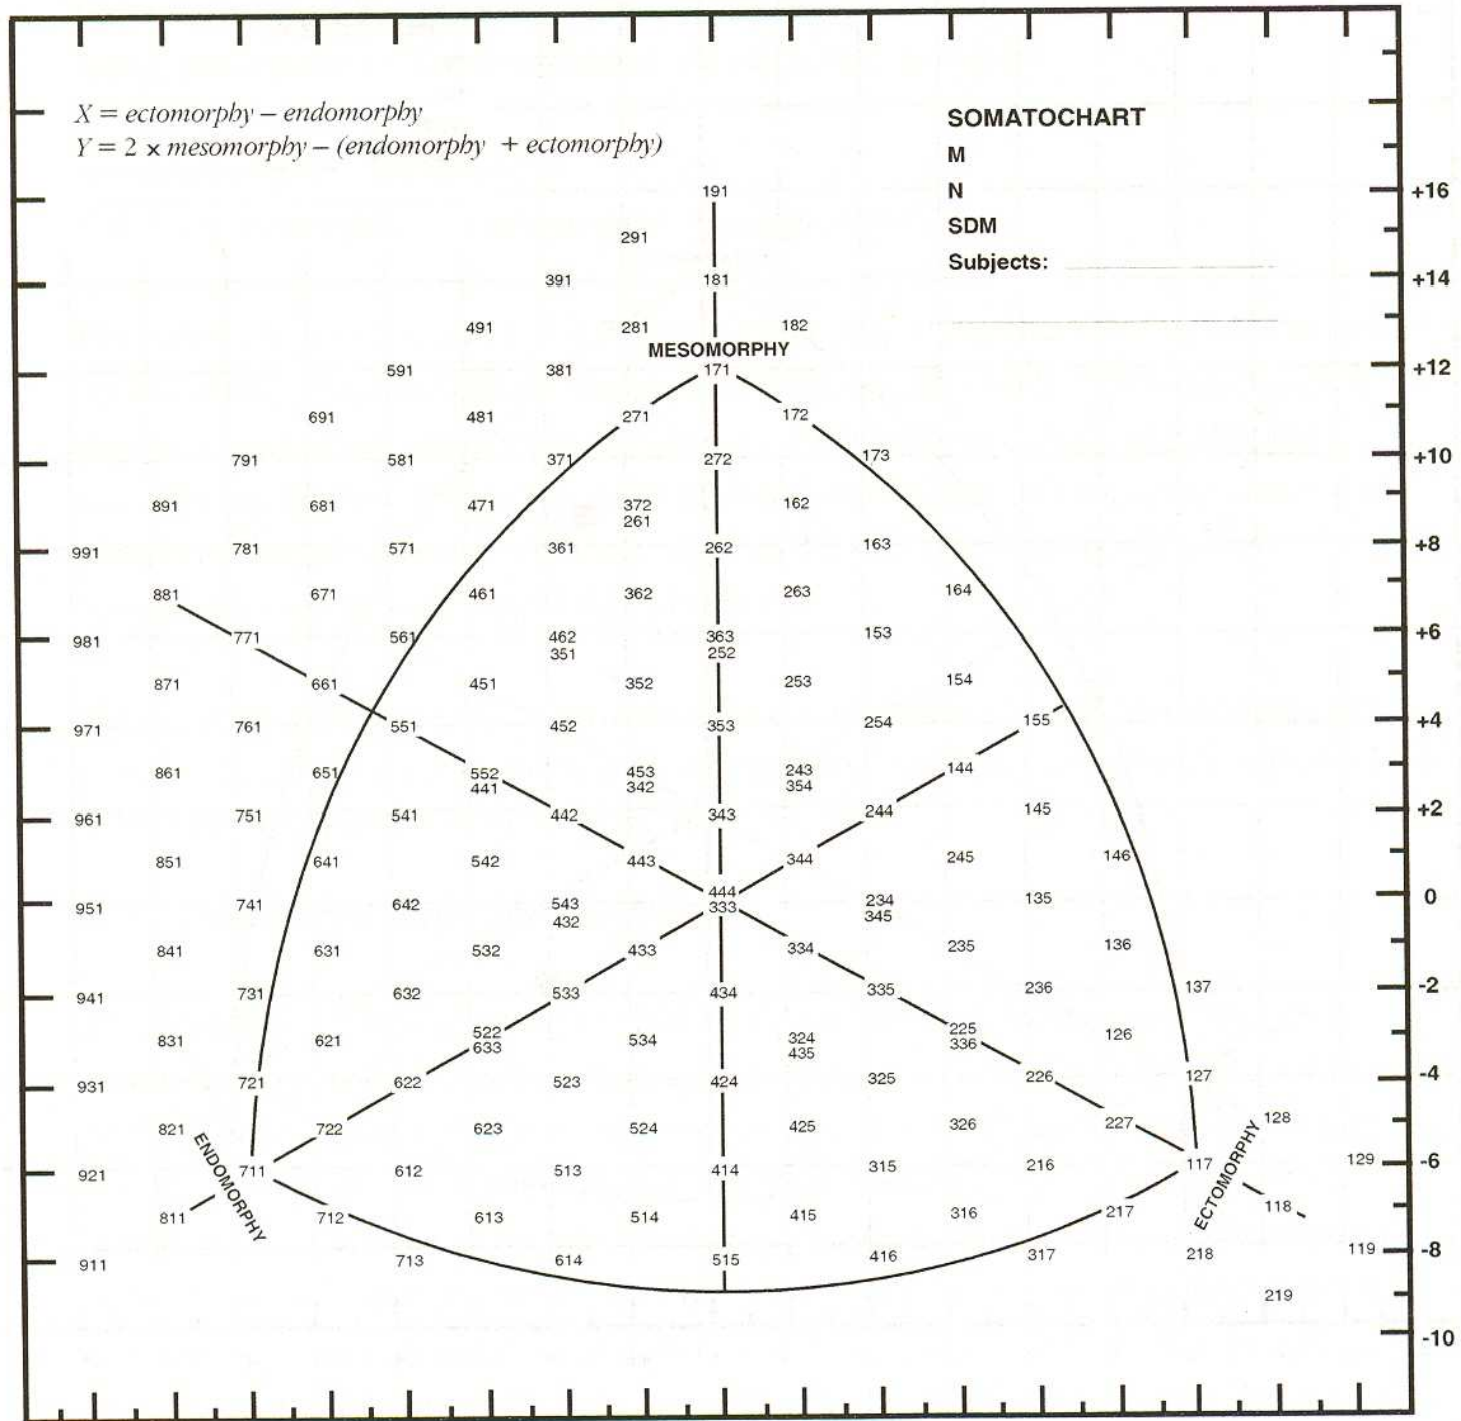 X = ectomorphy – endomorphy
Y = 2 × mesomorphy – (endomorphy + ectomorphy)
SOMATOCHART
M
N
SDM
Subjects:
191 +16
291
391 181 +14
491 281 182
MESOMORPHY
591 381 171 +12
691 481 271 172
791 581 371 272 173 +10
891 681 471 372 162
261
991 781 571 361 262 163 +8
881 671 461 362 263 164
981 771 561 462 363 153 +6
351 252
871 661 451 352 253 154
971 761 551 452 353 254 155 +4
861 651 552 453 243 144
441 342 354
961 751 541 442 343 244 145 +2
851 641 542 443 344 245 146
444
951 741 642 543 333 234 135 0
432 345
841 631 532 433 334 235 136
941 731 632 533 434 335 236 137 -2
831 621 522 534 324 225 126
633 435 336
931 721 622 523 424 325 226 127 -4
821 722 623 524 425 326 227 128
ENDOMORPHY
ECTOMORPHY
921 711 612 513 414 315 216 117 129 -6
811 712 613 514 415 316 217 118
911 713 614 515 416 317 218 119 -8
219
-10